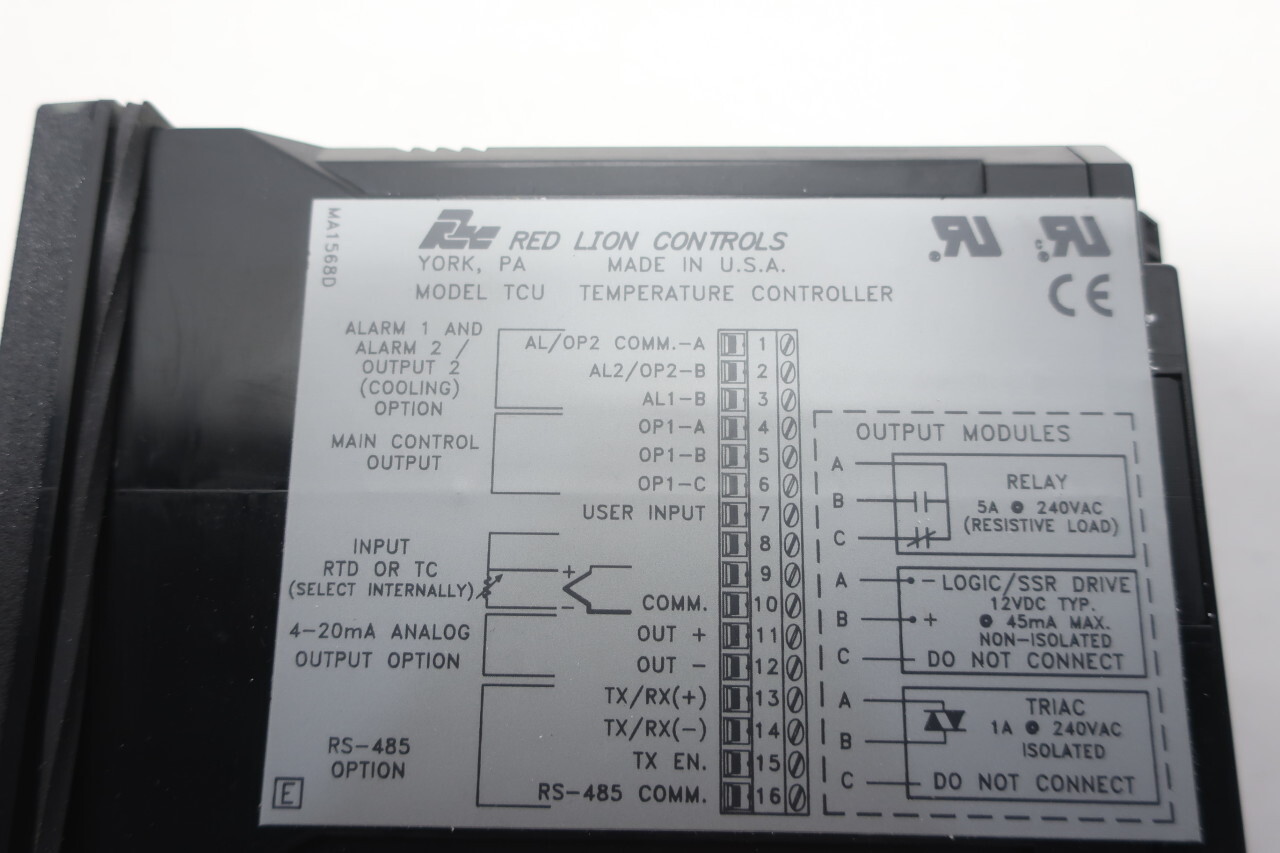 MA1568D
RLC RED LION CONTROLS
YORK, PA MADE IN U.S.A.
MODEL TCU TEMPERATURE CONTROLLER
RU
c RU
CE
ALARM 1 AND
ALARM 2 /
OUTPUT 2
(COOLING)
OPTION
AL/OP2 COMM.-A 1
AL2/OP2-B 2
AL1-B 3
MAIN CONTROL
OUTPUT
OP1-A 4
OP1-B 5
OP1-C 6
USER INPUT 7
INPUT
RTD OR TC
(SELECT INTERNALLY)
8
+ 9
- COMM. 10
4-20mA ANALOG
OUTPUT OPTION
OUT + 11
OUT - 12
RS-485
OPTION
TX/RX(+) 13
TX/RX(-) 14
TX EN. 15
RS-485 COMM. 16
E
OUTPUT MODULES
A
B
C
RELAY
5A @ 240VAC
(RESISTIVE LOAD)
A - LOGIC/SSR DRIVE
12VDC TYP.
B + @ 45mA MAX.
NON-ISOLATED
C DO NOT CONNECT
A
B
TRIAC
1A @ 240VAC
ISOLATED
C DO NOT CONNECT